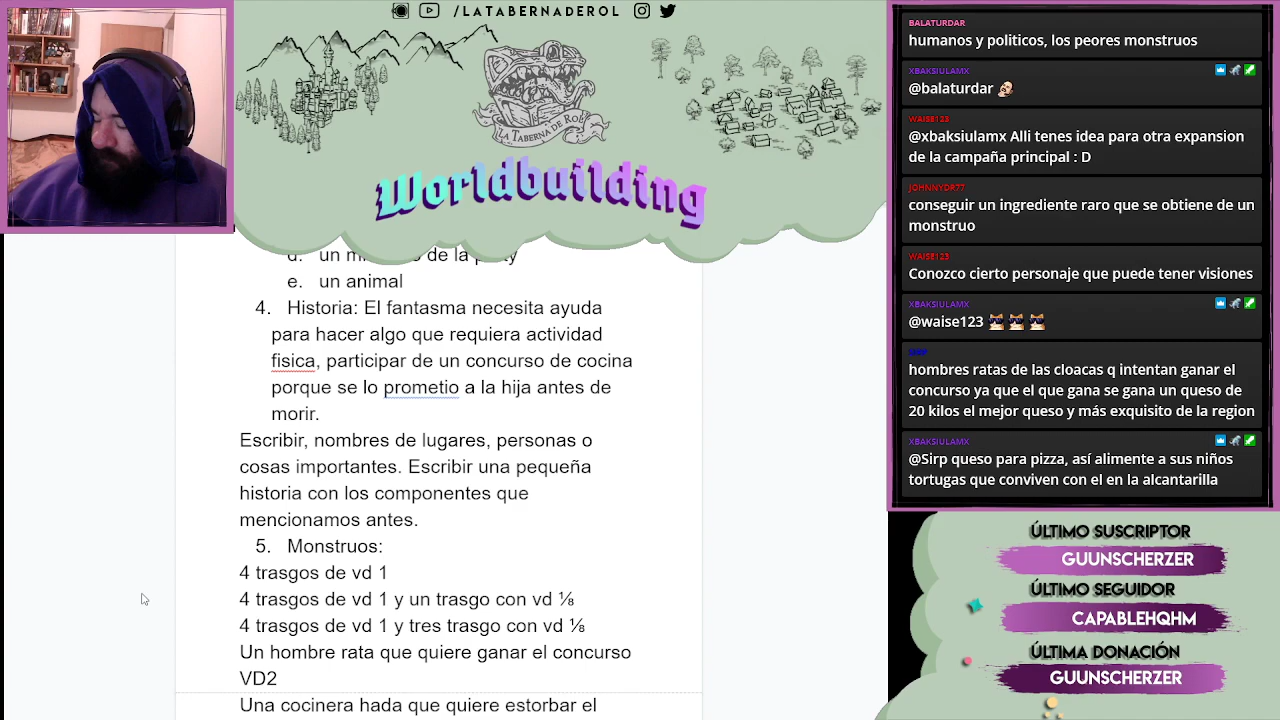 /LATABERNADEROL
LA TABERNA DE ROL
Worldbuilding
d. un de la
e. un animal
4. Historia: El fantasma necesita ayuda
para hacer algo que requiera actividad
fisica, participar de un concurso de cocina
porque se lo prometio a la hija antes de
morir.
Escribir, nombres de lugares, personas o
cosas importantes. Escribir una pequeña
historia con los componentes que
mencionamos antes.
5. Monstruos:
4 trasgos de vd 1
4 trasgos de vd 1 y un trasgo con vd ⅛
4 trasgos de vd 1 y tres trasgo con vd ⅛
Un hombre rata que quiere ganar el concurso
VD2
Una cocinera hada que quiere estorbar el
BALATURDAR
humanos y politicos, los peores monstruos
XBAKSIULAMX
@balaturdar
WAISE123
@xbaksiulamx Alli tenes idea para otra expansion
de la campaña principal : D
JOHNNYDR77
conseguir un ingrediente raro que se obtiene de un
monstruo
WAISE123
Conozco cierto personaje que puede tener visiones
XBAKSIULAMX
@waise123
SIRP
hombres ratas de las cloacas q intentan ganar el
concurso ya que el que gana se gana un queso de
20 kilos el mejor queso y más exquisito de la region
XBAKSIULAMX
@Sirp queso para pizza, así alimente a sus niños
tortugas que conviven con el en la alcantarilla
ÚLTIMO SUSCRIPTOR
GUUNSCHERZER
ÚLTIMO SEGUIDOR
CAPABLEHQHM
ÚLTIMA DONACIÓN
GUUNSCHERZER